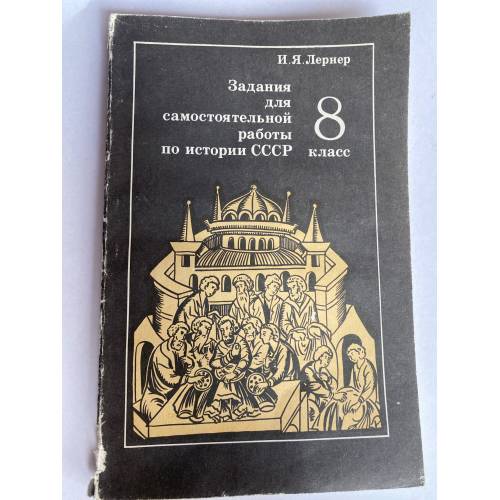 И.Я.Лернер
Задания
для
самостоятельной
работы
по истории СССР
8
класс